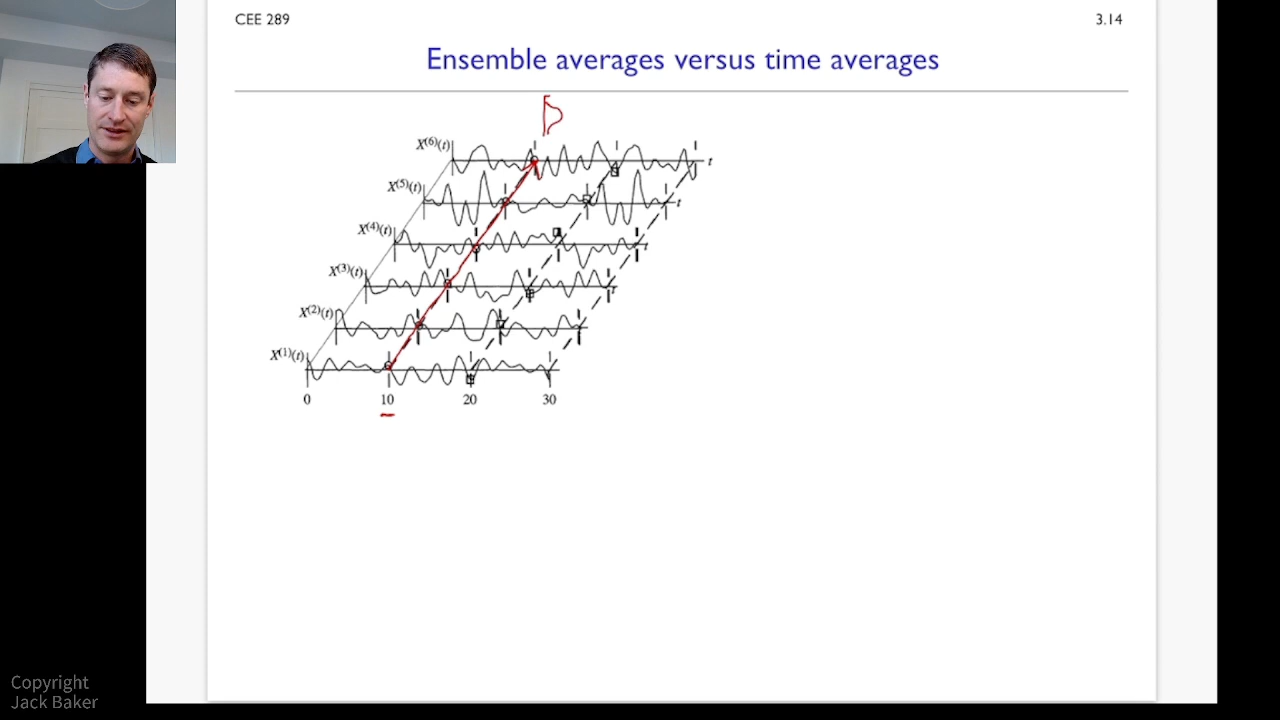 CEE 289
3.14
Ensemble averages versus time averages
X⁽⁶⁾(t)
t
X⁽⁵⁾(t)
t
X⁽⁴⁾(t)
t
X⁽³⁾(t)
t
X⁽²⁾(t)
X⁽¹⁾(t)
0 10 20 30
Copyright
Jack Baker